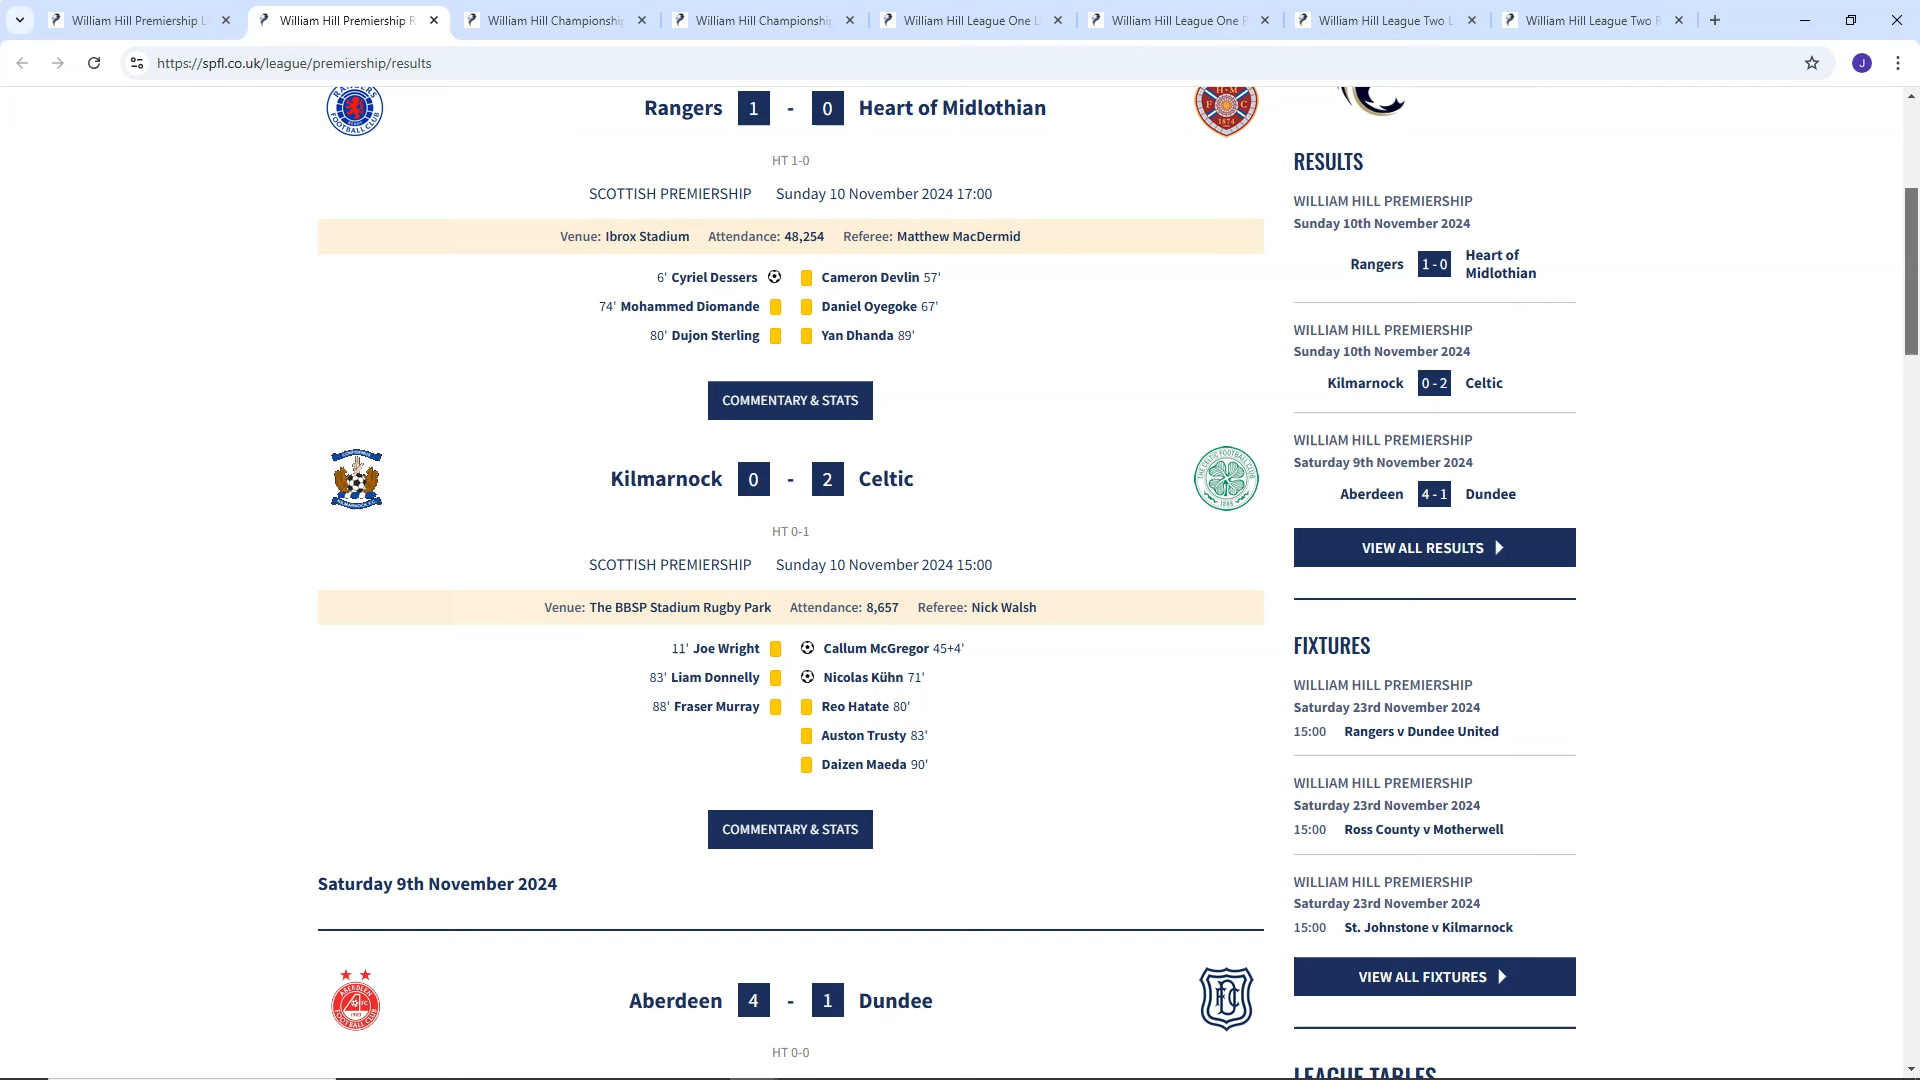 William Hill Premiership L
William Hill Premiership R
William Hill Championship
William Hill Championship
William Hill League One L
William Hill League One R
William Hill League Two L
William Hill League Two R
https://spfl.co.uk/league/premiership/results
J
Rangers 1 - 0 Heart of Midlothian
HT 1-0
SCOTTISH PREMIERSHIP Sunday 10 November 2024 17:00
Venue: Ibrox Stadium Attendance: 48,254 Referee: Matthew MacDermid
6' Cyriel Dessers Cameron Devlin 57'
74' Mohammed Diomande Daniel Oyegoke 67'
80' Dujon Sterling Yan Dhanda 89'
COMMENTARY & STATS
Kilmarnock 0 - 2 Celtic
HT 0-1
SCOTTISH PREMIERSHIP Sunday 10 November 2024 15:00
Venue: The BBSP Stadium Rugby Park Attendance: 8,657 Referee: Nick Walsh
11' Joe Wright Callum McGregor 45+4'
83' Liam Donnelly Nicolas Kühn 71'
88' Fraser Murray Reo Hatate 80'
Auston Trusty 83'
Daizen Maeda 90'
COMMENTARY & STATS
Saturday 9th November 2024
Aberdeen 4 - 1 Dundee
HT 0-0
RESULTS
WILLIAM HILL PREMIERSHIP
Sunday 10th November 2024
Rangers 1 - 0 Heart of
Midlothian
WILLIAM HILL PREMIERSHIP
Sunday 10th November 2024
Kilmarnock 0 - 2 Celtic
WILLIAM HILL PREMIERSHIP
Saturday 9th November 2024
Aberdeen 4 - 1 Dundee
VIEW ALL RESULTS
FIXTURES
WILLIAM HILL PREMIERSHIP
Saturday 23rd November 2024
15:00 Rangers v Dundee United
WILLIAM HILL PREMIERSHIP
Saturday 23rd November 2024
15:00 Ross County v Motherwell
WILLIAM HILL PREMIERSHIP
Saturday 23rd November 2024
15:00 St. Johnstone v Kilmarnock
VIEW ALL FIXTURES
LEAGUE TABLES